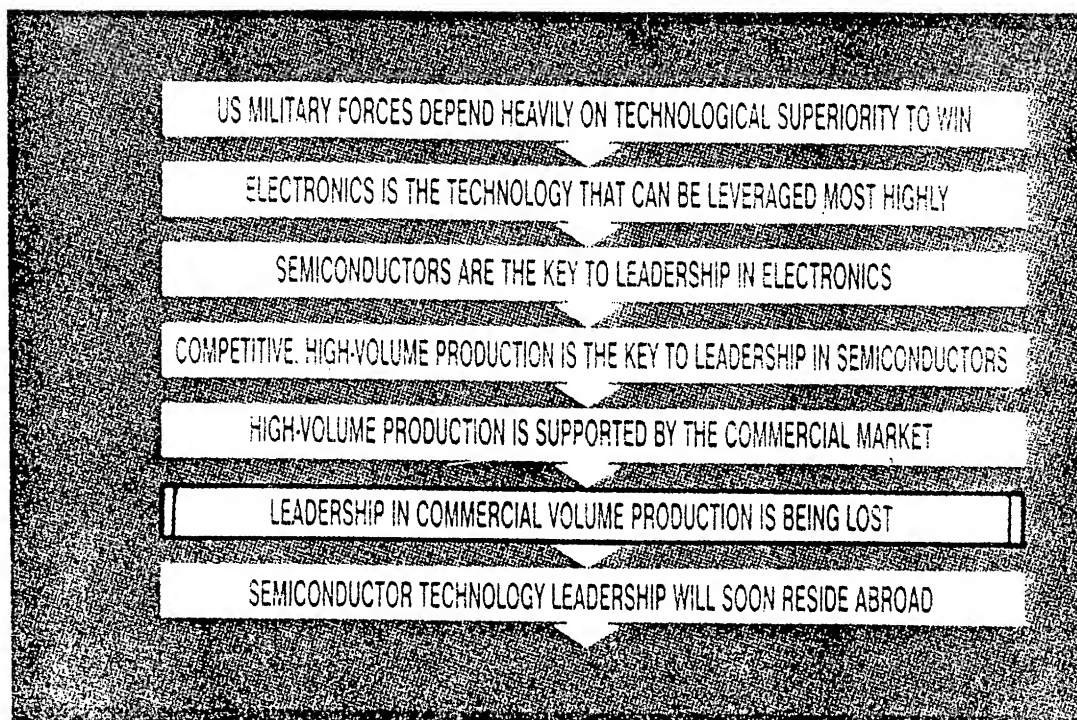 US MILITARY FORCES DEPEND HEAVILY ON TECHNOLOGICAL SUPERIORITY TO WIN
ELECTRONICS IS THE TECHNOLOGY THAT CAN BE LEVERAGED MOST HIGHLY
SEMICONDUCTORS ARE THE KEY TO LEADERSHIP IN ELECTRONICS
COMPETITIVE, HIGH-VOLUME PRODUCTION IS THE KEY TO LEADERSHIP IN SEMICONDUCTORS
HIGH-VOLUME PRODUCTION IS SUPPORTED BY THE COMMERCIAL MARKET
LEADERSHIP IN COMMERCIAL VOLUME PRODUCTION IS BEING LOST
SEMICONDUCTOR TECHNOLOGY LEADERSHIP WILL SOON RESIDE ABROAD